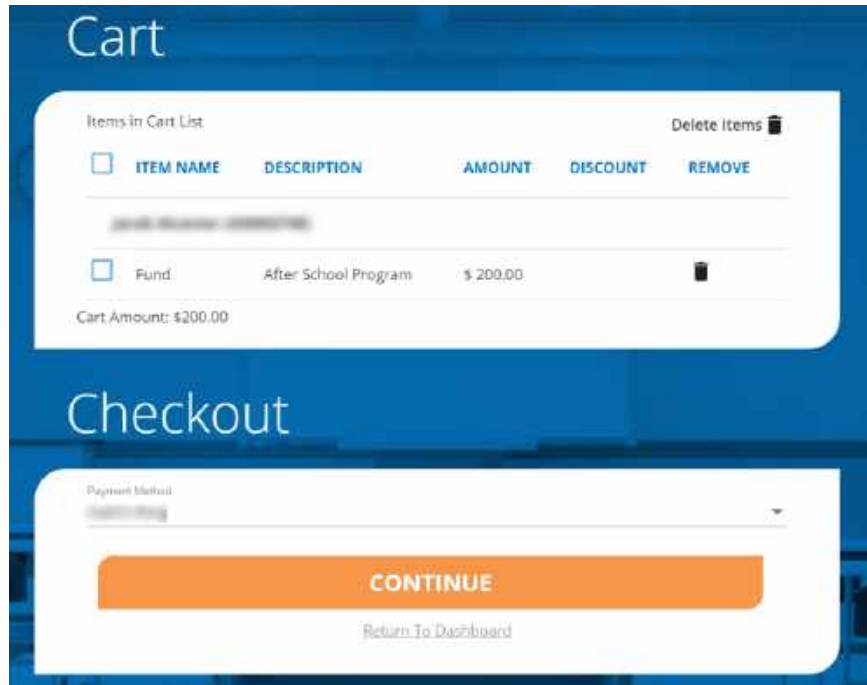 Cart
Items in Cart List
Delete Items
ITEM NAME DESCRIPTION AMOUNT DISCOUNT REMOVE
Fund After School Program $ 200.00
Cart Amount: $200.00
Checkout
Payment Method
CONTINUE
Return To Dashboard